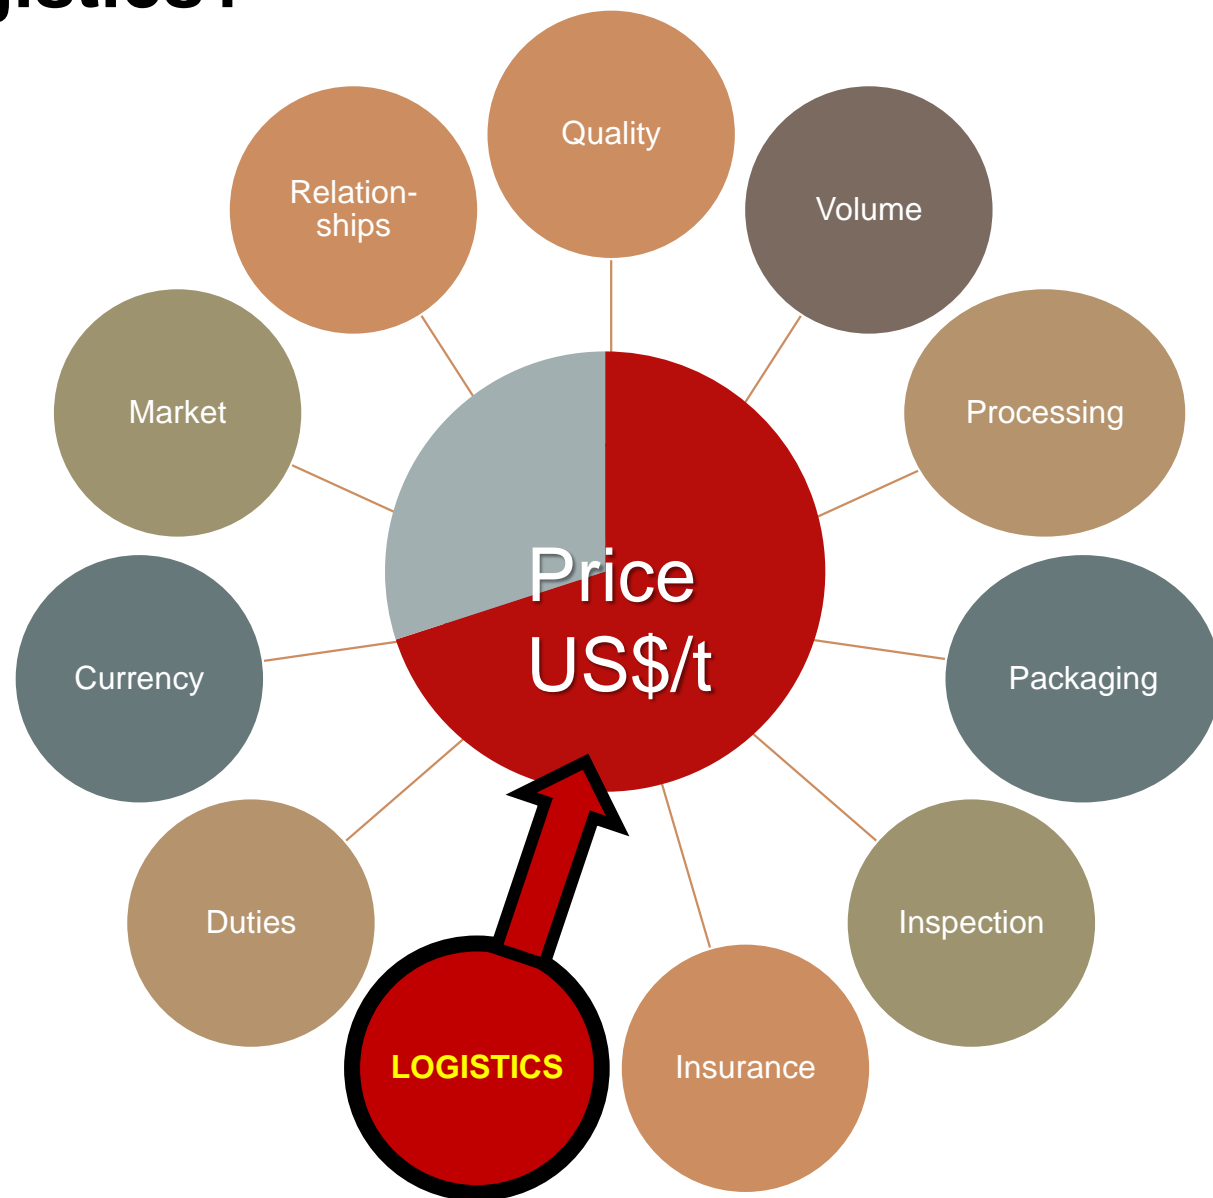 Quality
Relation-
ships
Volume
Market
Processing
Price
US$/t
Currency
Packaging
Duties
Inspection
LOGISTICS
Insurance